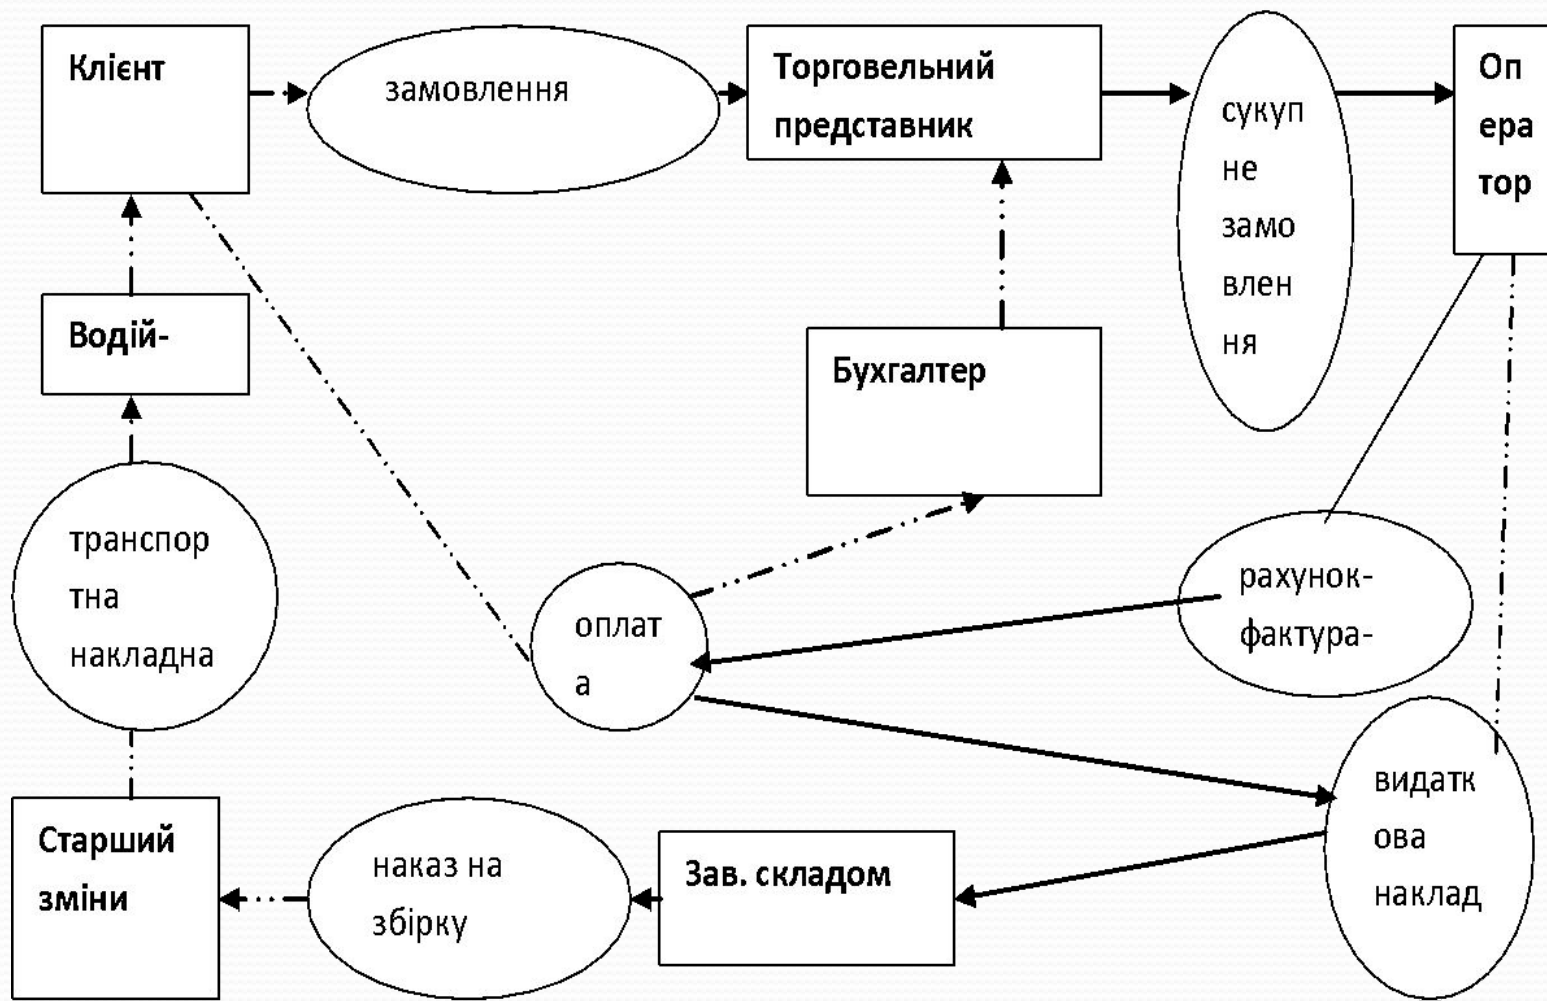 Клієнт
замовлення
Торговельний
представник
сукуп
не
замо
влен
ня
Оп
ера
тор
Водій-
Бухгалтер
транспор
тна
накладна
оплат
а
рахунок-
фактура-
видатк
ова
наклад
Старший
зміни
наказ на
збірку
Зав. складом